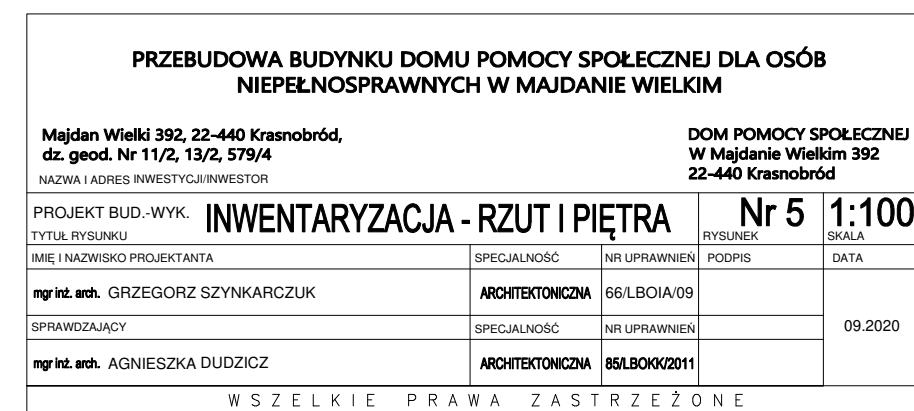 PRZEBUDOWA BUDYNKU DOMU POMOCY SPOŁECZNEJ DLA OSÓB
NIEPEŁNOSPRAWNYCH W MAJDANIE WIELKIM
Majdan Wielki 392, 22-440 Krasnobród,
dz. geod. Nr 11/2, 13/2, 579/4
NAZWA I ADRES INWESTYCJI/INWESTOR
DOM POMOCY SPOŁECZNEJ
W Majdanie Wielkim 392
22-440 Krasnobród
PROJEKT BUD.-WYK. INWENTARYZACJA - RZUT I PIĘTRA Nr 5 1:100
TYTUŁ RYSUNKU RYSUNEK SKALA
IMIĘ I NAZWISKO PROJEKTANTA SPECJALNOŚĆ NR UPRAWNIEŃ PODPIS DATA
mgr inż. arch. GRZEGORZ SZYNKARCZUK ARCHITEKTONICZNA 66/LBOIA/09
SPRAWDZAJĄCY SPECJALNOŚĆ NR UPRAWNIEŃ 09.2020
mgr inż. arch. AGNIESZKA DUDZICZ ARCHITEKTONICZNA 85/LBOKK/2011
WSZELKIE PRAWA ZASTRZEŻONE